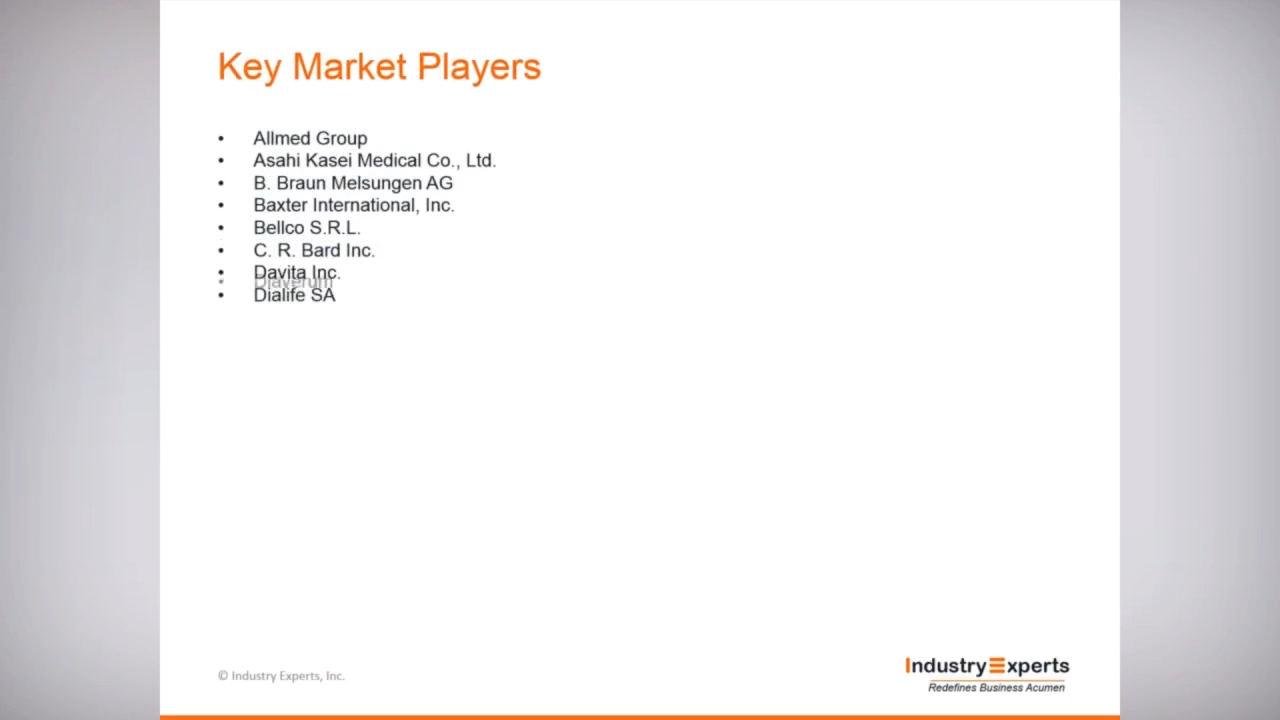 Key Market Players
• Allmed Group
• Asahi Kasei Medical Co., Ltd.
• B. Braun Melsungen AG
• Baxter International, Inc.
• Bellco S.R.L.
• C. R. Bard Inc.
• Davita Inc.
• Diaverum
• Dialife SA
© Industry Experts, Inc.
IndustryExperts
Redefines Business Acumen